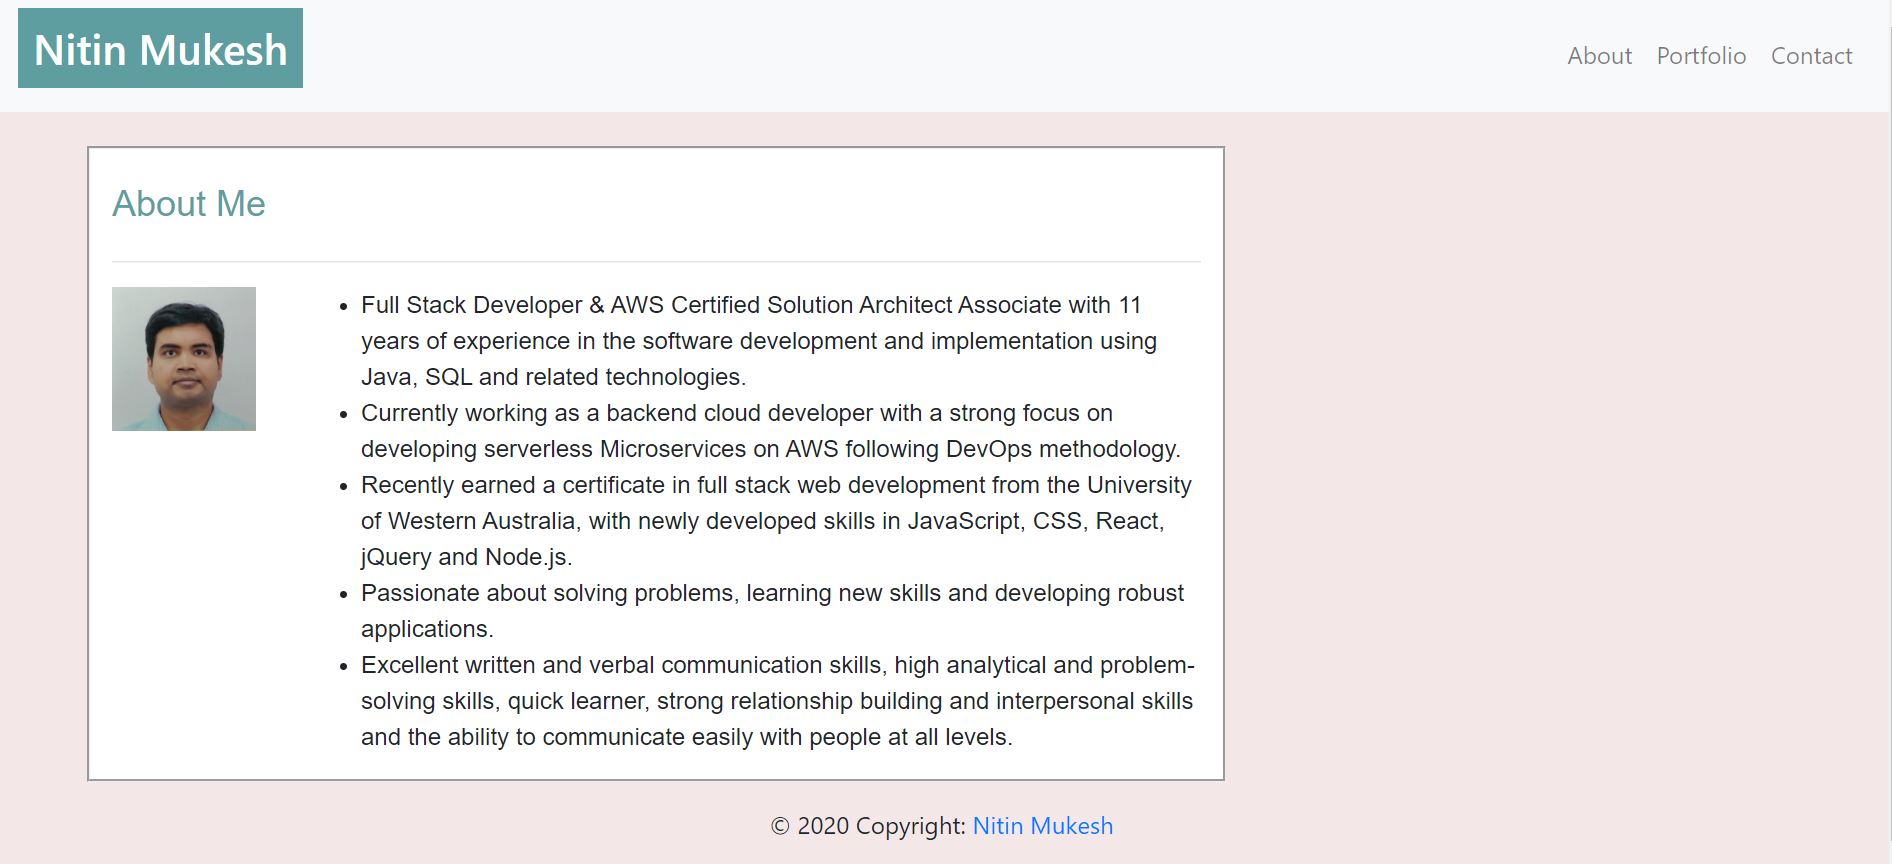 Nitin Mukesh
About Portfolio Contact
About Me
• Full Stack Developer & AWS Certified Solution Architect Associate with 11
years of experience in the software development and implementation using
Java, SQL and related technologies.
• Currently working as a backend cloud developer with a strong focus on
developing serverless Microservices on AWS following DevOps methodology.
• Recently earned a certificate in full stack web development from the University
of Western Australia, with newly developed skills in JavaScript, CSS, React,
jQuery and Node.js.
• Passionate about solving problems, learning new skills and developing robust
applications.
• Excellent written and verbal communication skills, high analytical and problem-
solving skills, quick learner, strong relationship building and interpersonal skills
and the ability to communicate easily with people at all levels.
© 2020 Copyright: Nitin Mukesh